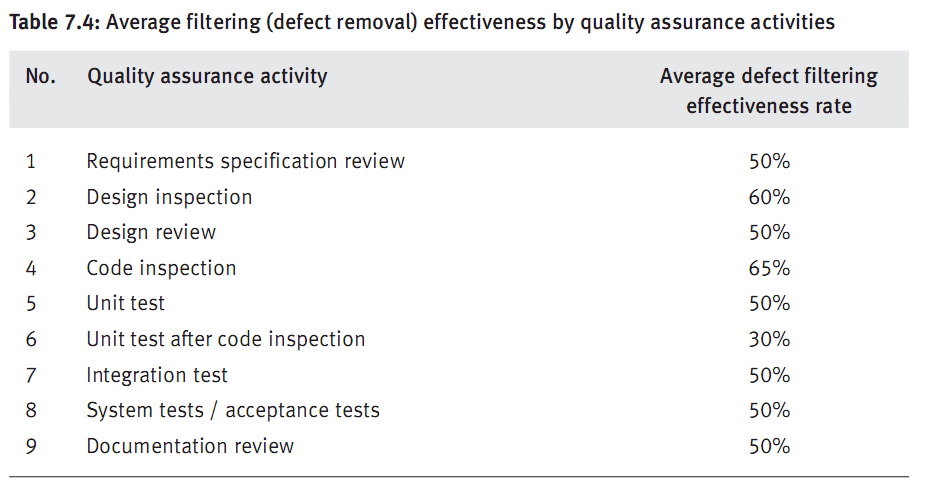 Table 7.4: Average filtering (defect removal) effectiveness by quality assurance activities
No. Quality assurance activity Average defect filtering
effectiveness rate
1 Requirements specification review 50%
2 Design inspection 60%
3 Design review 50%
4 Code inspection 65%
5 Unit test 50%
6 Unit test after code inspection 30%
7 Integration test 50%
8 System tests / acceptance tests 50%
9 Documentation review 50%